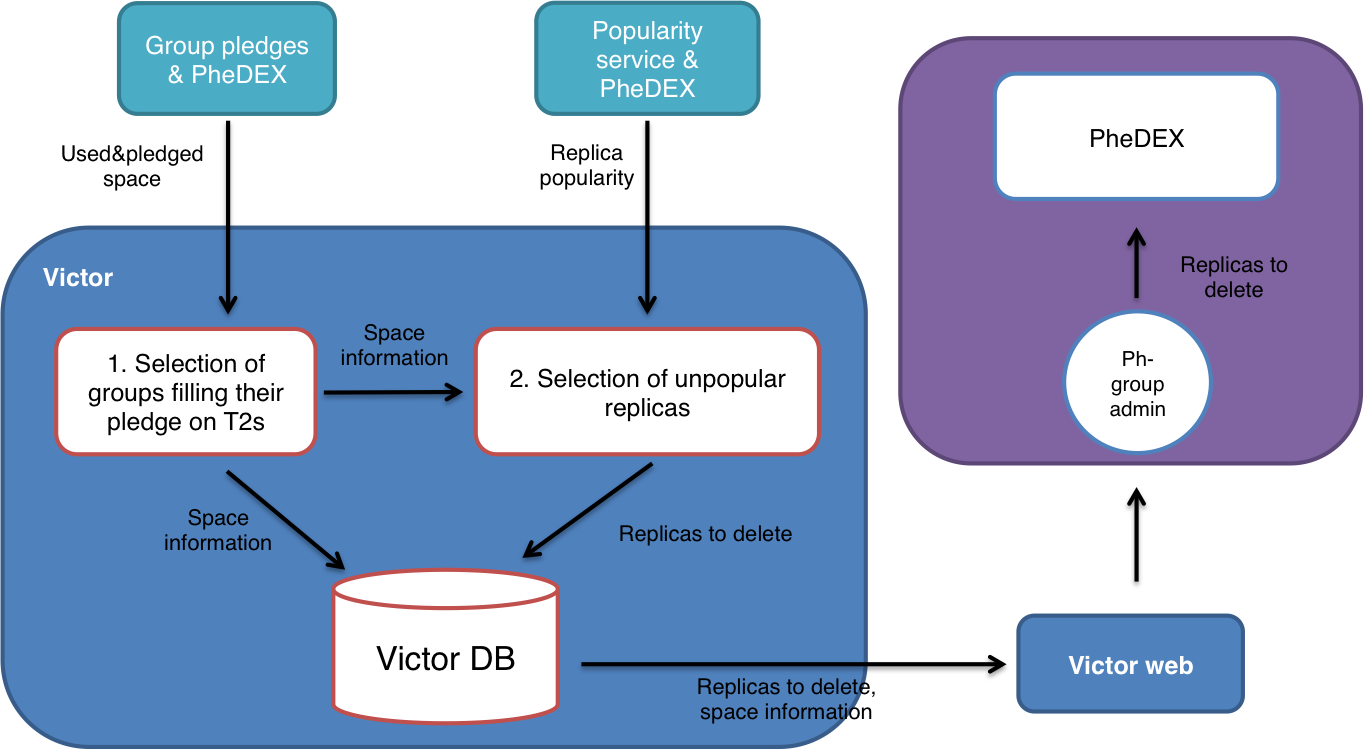 Group pledges
& PheDEX
Popularity
service &
PheDEX
PheDEX
Used&pledged
space
Replica
popularity
Replicas to
delete
Victor
Space
information
1. Selection of
groups filling their
pledge on T2s
2. Selection of unpopular
replicas
Ph-
group
admin
Space
information
Replicas to delete
Victor DB
Replicas to delete,
space information
Victor web